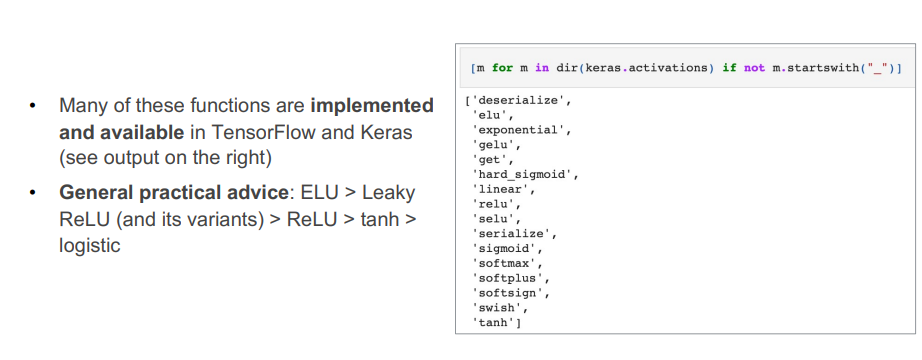 • Many of these functions are implemented
and available in TensorFlow and Keras
(see output on the right)
• General practical advice: ELU > Leaky
ReLU (and its variants) > ReLU > tanh >
logistic
[m for m in dir(keras.activations) if not m.startswith("_")]
['deserialize',
'elu',
'exponential',
'gelu',
'get',
'hard_sigmoid',
'linear',
'relu',
'selu',
'serialize',
'sigmoid',
'softmax',
'softplus',
'softsign',
'swish',
'tanh']